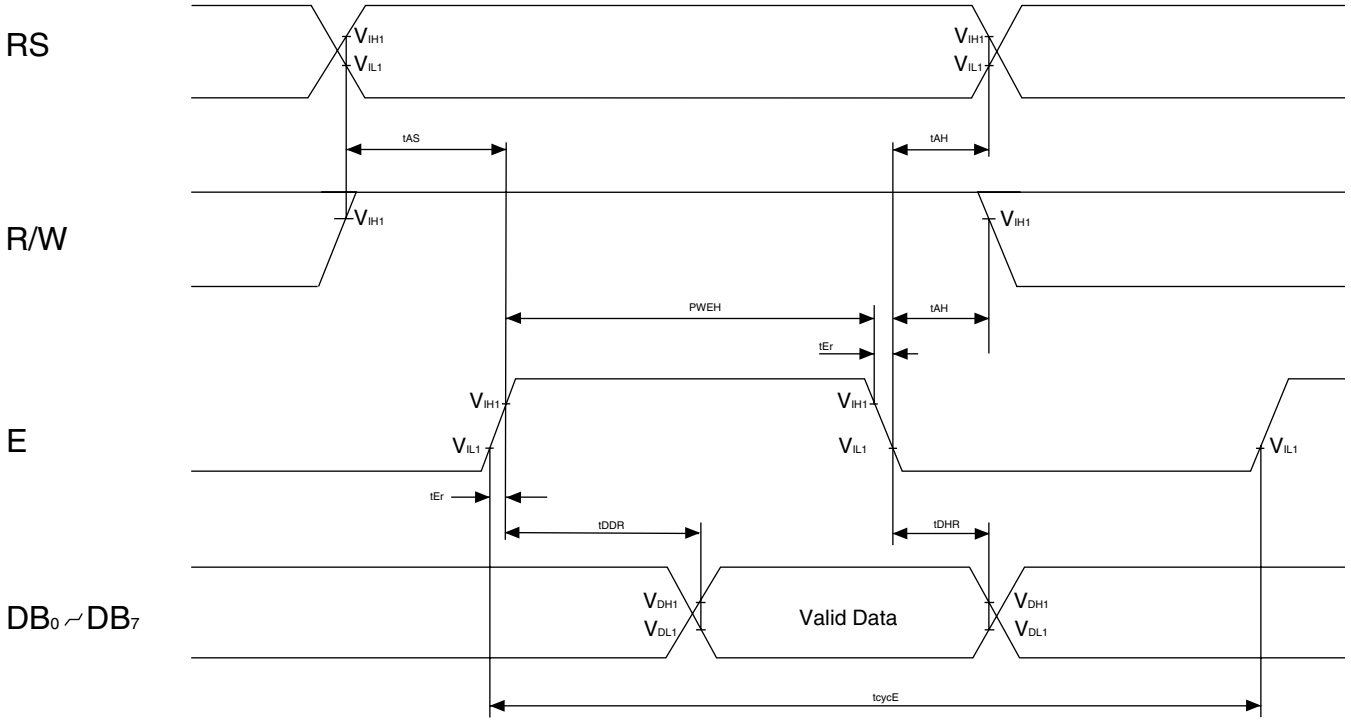 RS
VIH1
VIL1
VIH1
VIL1
tAS
tAH
R/W
VIH1
VIH1
PWEH
tAH
tEr
E
VIH1
VIL1
VIH1
VIL1
VIL1
tEr
tDDR
tDHR
DB0 ~ DB7
VDH1
VDL1
Valid Data
VDH1
VDL1
tcycE